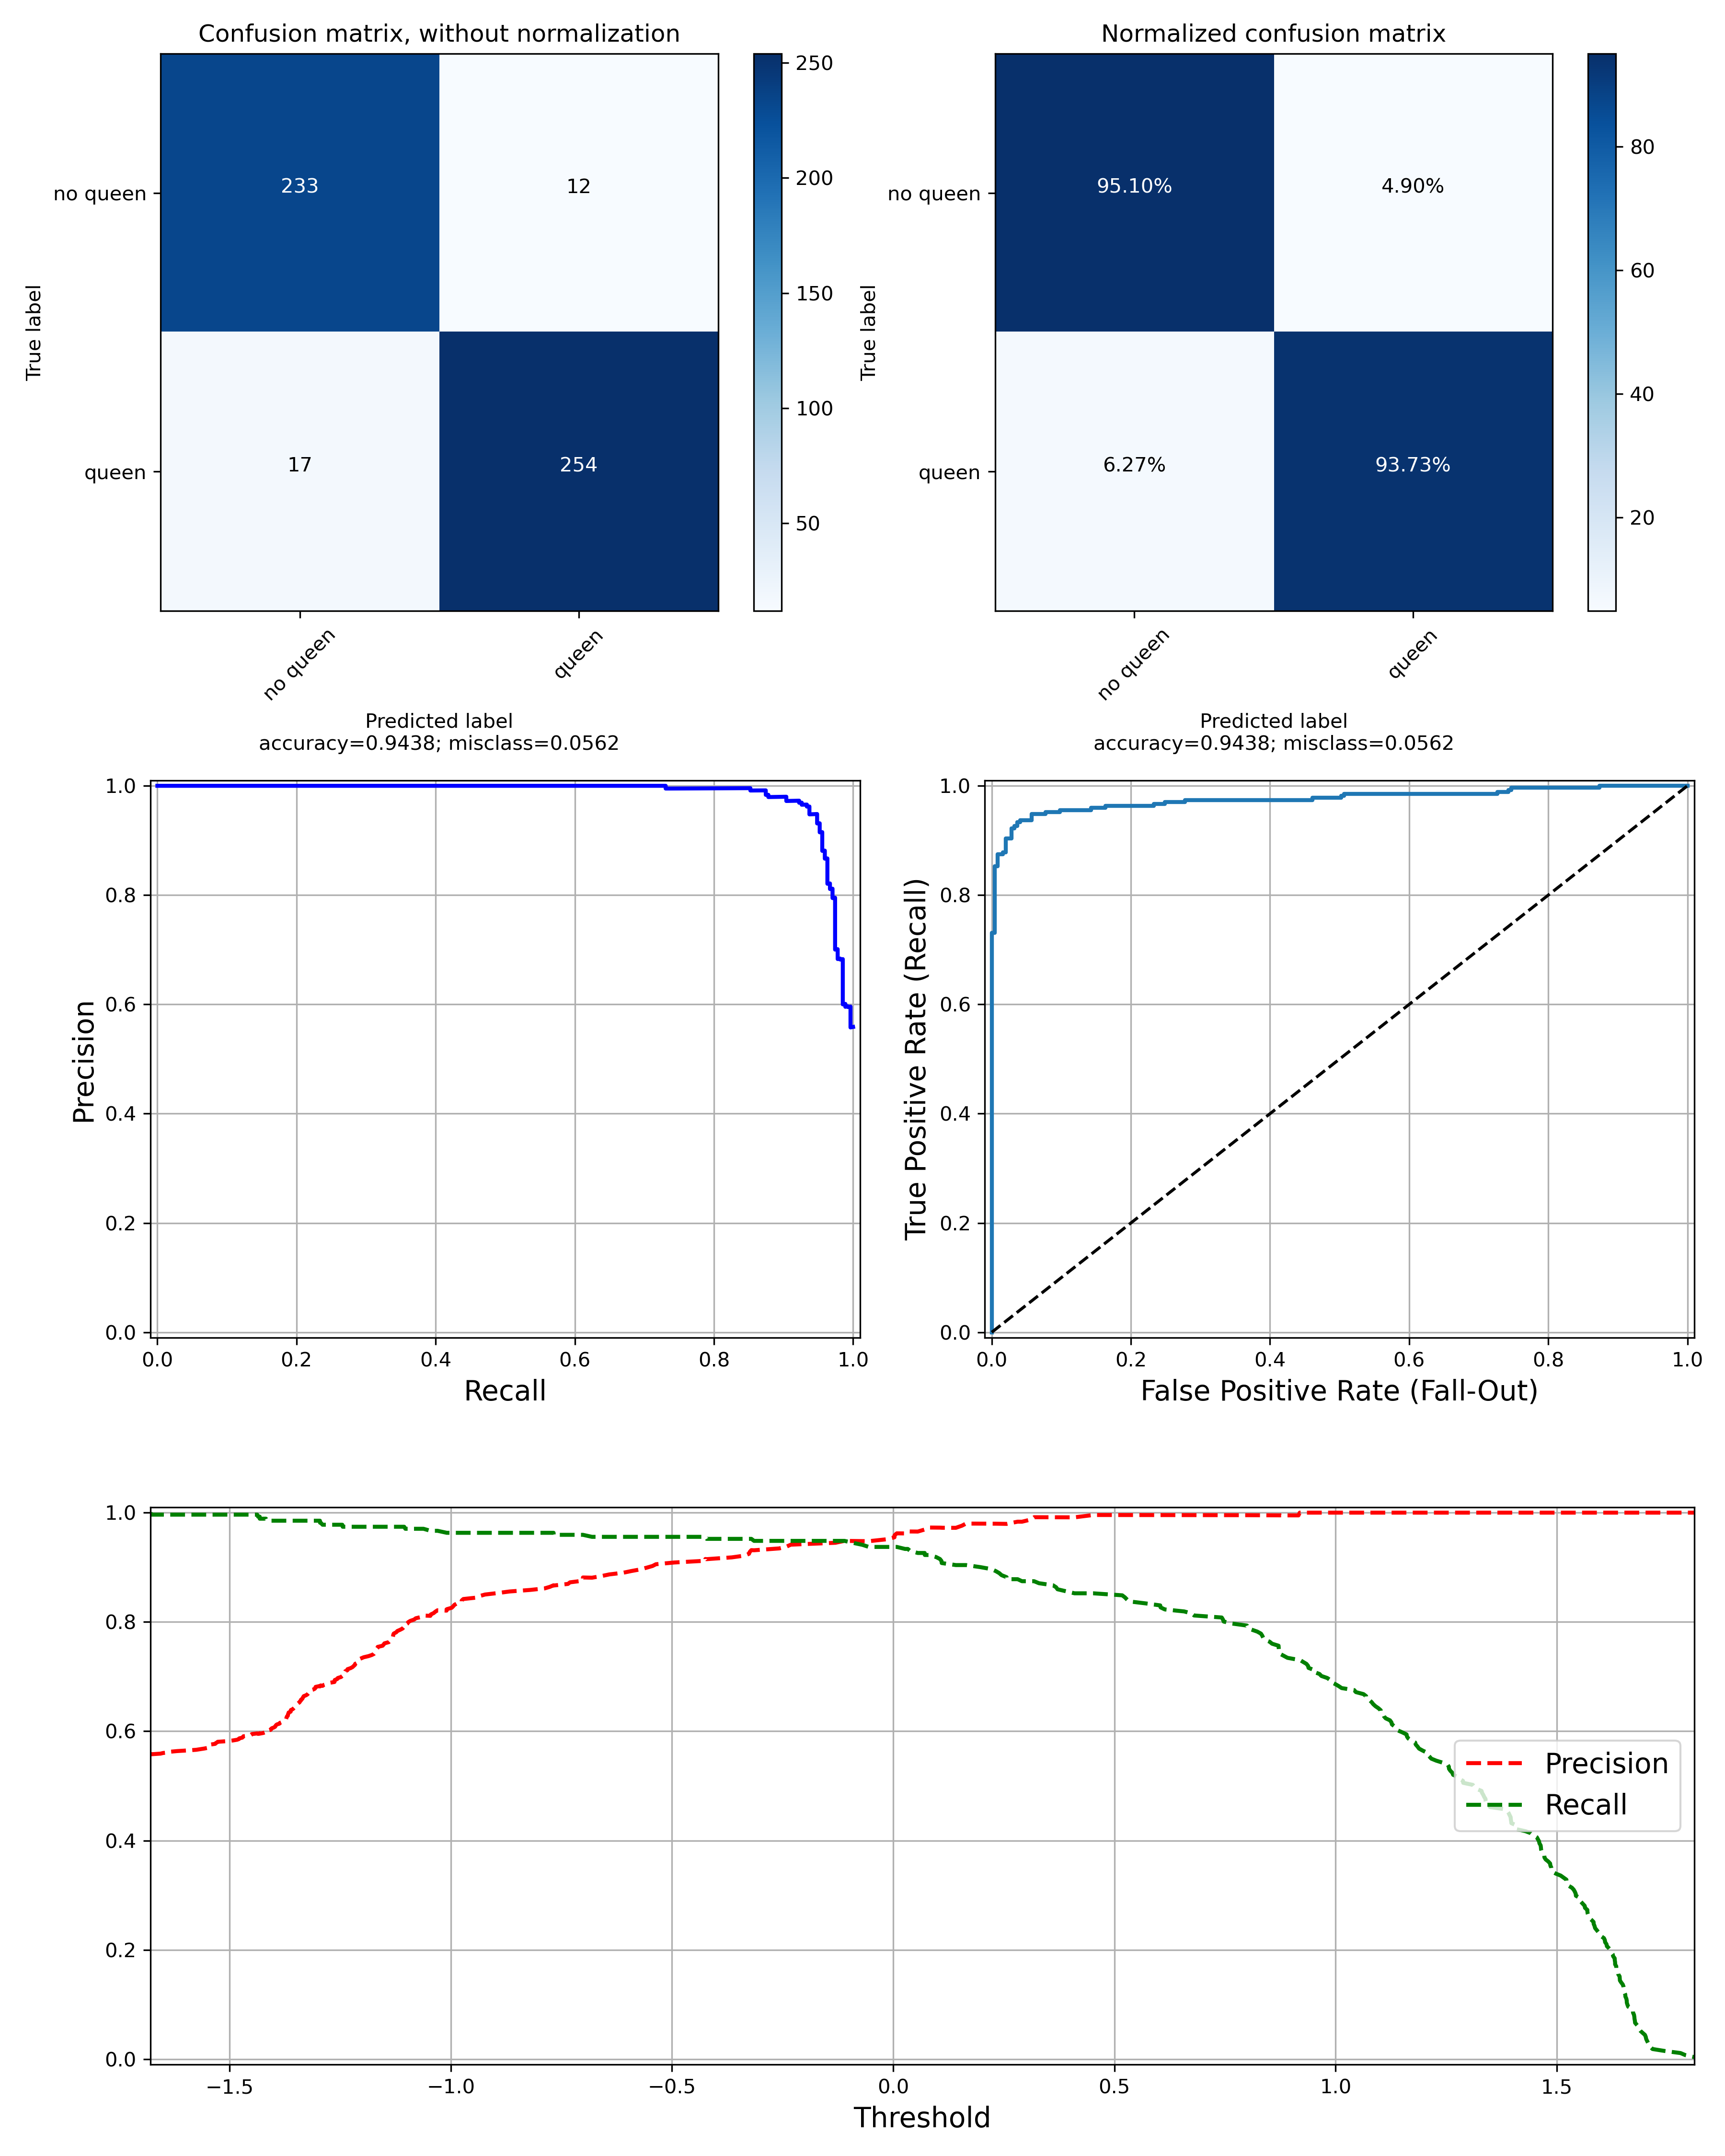 Confusion matrix, without normalization
no queen
queen
True label
233
12
17
254
250
200
150
100
50
no queen
queen
Predicted label
accuracy=0.9438; misclass=0.0562
Normalized confusion matrix
no queen
queen
True label
95.10%
4.90%
6.27%
93.73%
80
60
40
20
no queen
queen
Predicted label
accuracy=0.9438; misclass=0.0562
1.0
0.8
0.6
0.4
0.2
0.0
Precision
0.0
0.2
0.4
0.6
0.8
1.0
Recall
1.0
0.8
0.6
0.4
0.2
0.0
True Positive Rate (Recall)
0.0
0.2
0.4
0.6
0.8
1.0
False Positive Rate (Fall-Out)
1.0
0.8
0.6
0.4
0.2
0.0
Precision
Recall
−1.5
−1.0
−0.5
0.0
0.5
1.0
1.5
Threshold